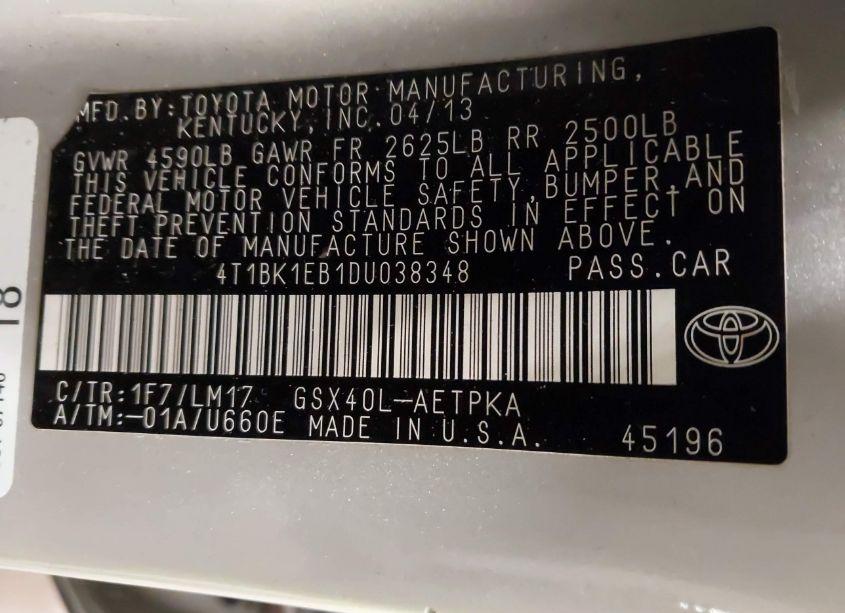 MFD.BY:TOYOTA MOTOR MANUFACTURING,
KENTUCKY,INC.04/13
GVWR 4590LB GAWR FR 2625LB RR 2500LB
THIS VEHICLE CONFORMS TO ALL APPLICABLE
FEDERAL MOTOR VEHICLE SAFETY,BUMPER,AND
THEFT PREVENTION STANDARDS IN EFFECT ON
THE DATE OF MANUFACTURE SHOWN ABOVE.
4T1BK1EB1DU038348 PASS.CAR
C/TR:1F7/LM17 GSX40L-AETPKA
A/TM:-01A/U660E MADE IN U.S.A. 45196
18